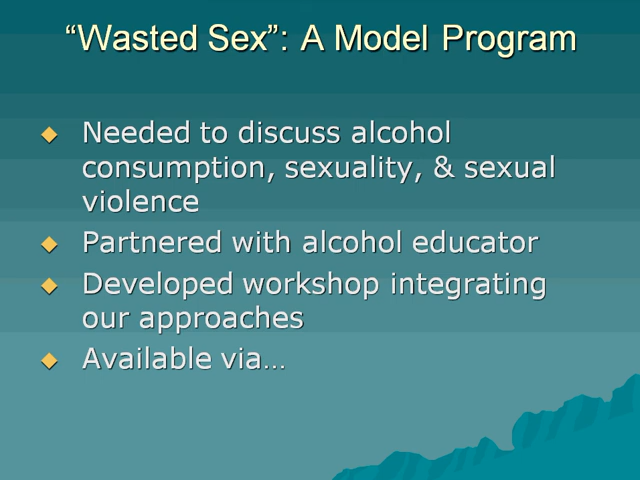 “Wasted Sex”: A Model Program
Needed to discuss alcohol
consumption, sexuality, & sexual
violence
Partnered with alcohol educator
Developed workshop integrating
our approaches
Available via…